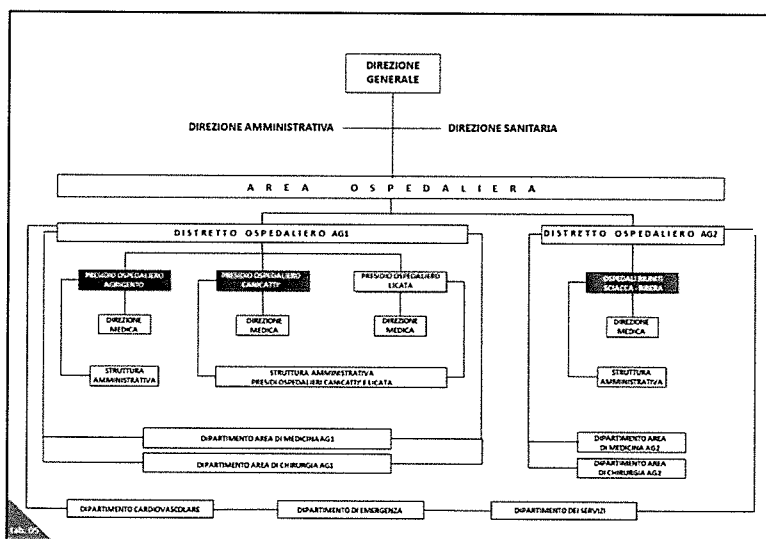 DIREZIONE
GENERALE
DIREZIONE AMMINISTRATIVA
DIREZIONE SANITARIA
AREA OSPEDALIERA
DISTRETTO OSPEDALIERO AG1
DISTRETTO OSPEDALIERO AG2
PRESIDIO OSPEDALIERO
AGRIGENTO
PRESIDIO OSPEDALIERO
CANICATTI'
PRESIDIO OSPEDALIERO
LICATA
OSPEDALI RIUNITI
SCIACCA - RIBERA
DIREZIONE
MEDICA
DIREZIONE
MEDICA
DIREZIONE
MEDICA
DIREZIONE
MEDICA
STRUTTURA
AMMINISTRATIVA
STRUTTURA AMMINISTRATIVA
PRESIDI OSPEDALIERI CANICATTI' E LICATA
STRUTTURA
AMMINISTRATIVA
DIPARTIMENTO AREA DI MEDICINA AG1
DIPARTIMENTO AREA DI CHIRURGIA AG1
DIPARTIMENTO AREA
DI MEDICINA AG2
DIPARTIMENTO AREA
DI CHIRURGIA AG2
DIPARTIMENTO CARDIOVASCOLARE
DIPARTIMENTO DI EMERGENZA
DIPARTIMENTO DEI SERVIZI